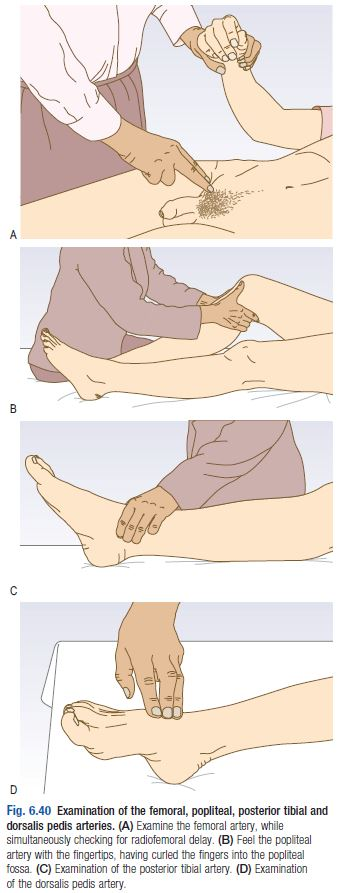 A
B
C
D
Fig. 6.40 Examination of the femoral, popliteal, posterior tibial and
dorsalis pedis arteries. (A) Examine the femoral artery, while
simultaneously checking for radiofemoral delay. (B) Feel the popliteal
artery with the fingertips, having curled the fingers into the popliteal
fossa. (C) Examination of the posterior tibial artery. (D) Examination
of the dorsalis pedis artery.